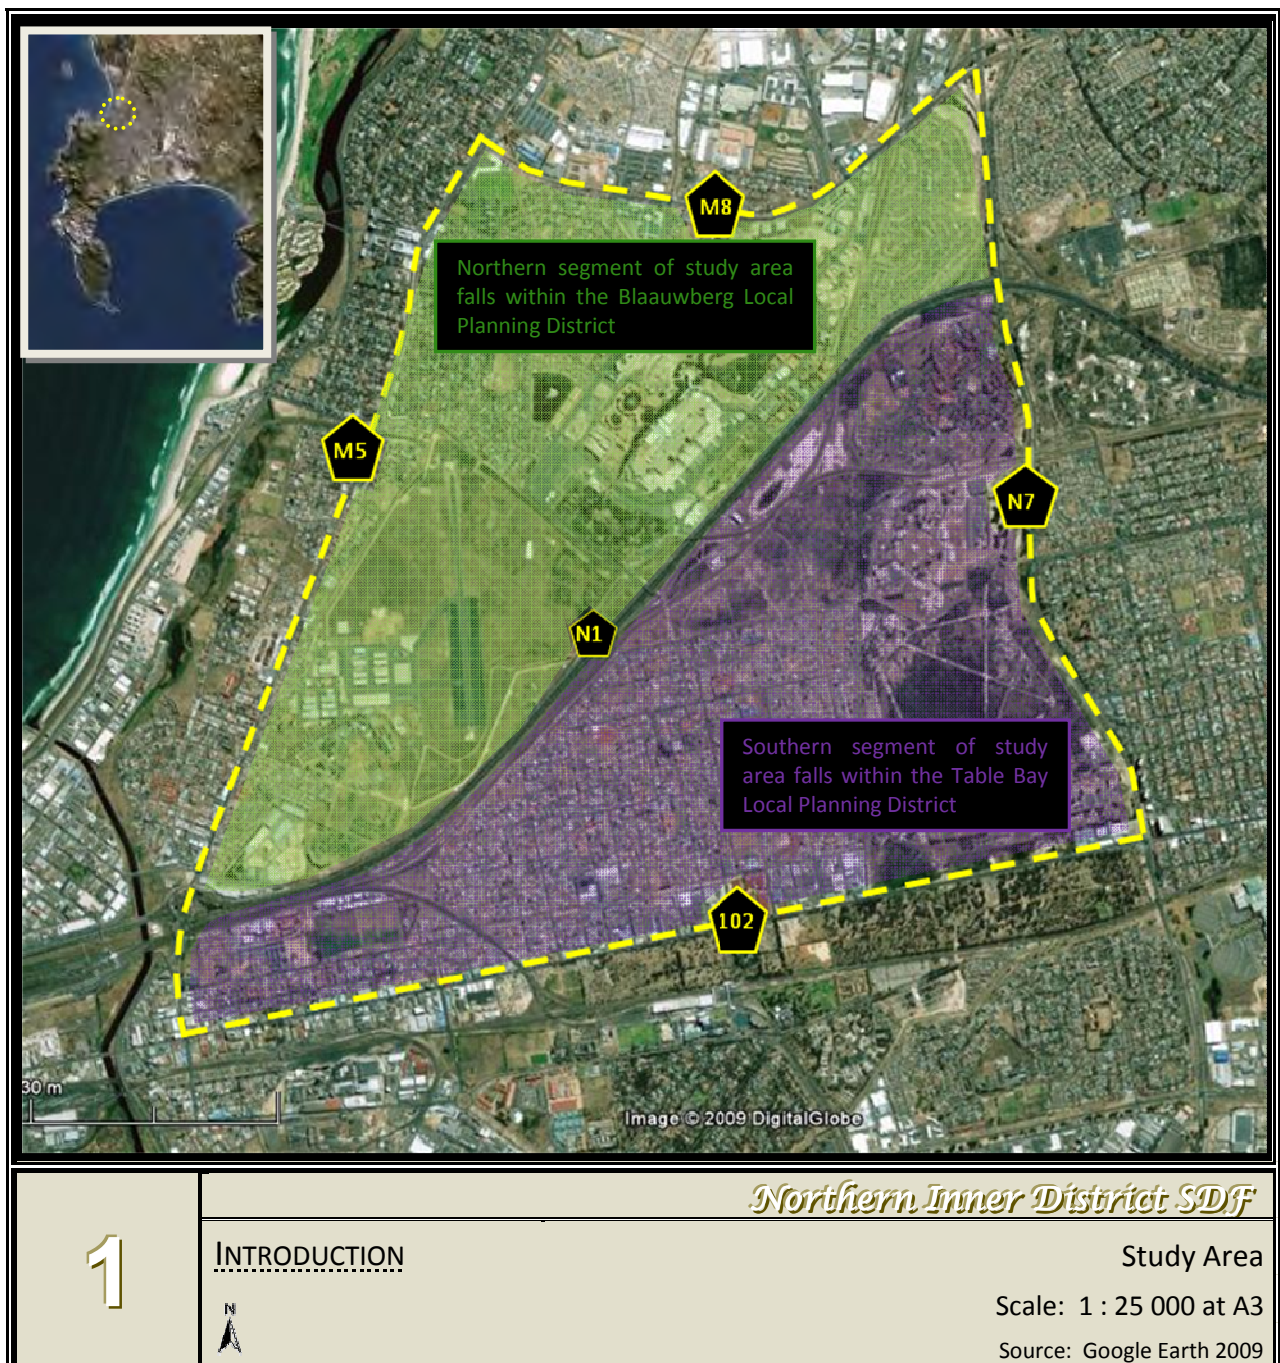 M8
Northern segment of study area
falls within the Blaauwberg Local
Planning District
M5
N7
N1
Southern segment of study
area falls within the Table Bay
Local Planning District
102
30 m
Image © 2009 DigitalGlobe
Northern Inner District SDF
1
INTRODUCTION
Study Area
N
Scale: 1 : 25 000 at A3
Source: Google Earth 2009